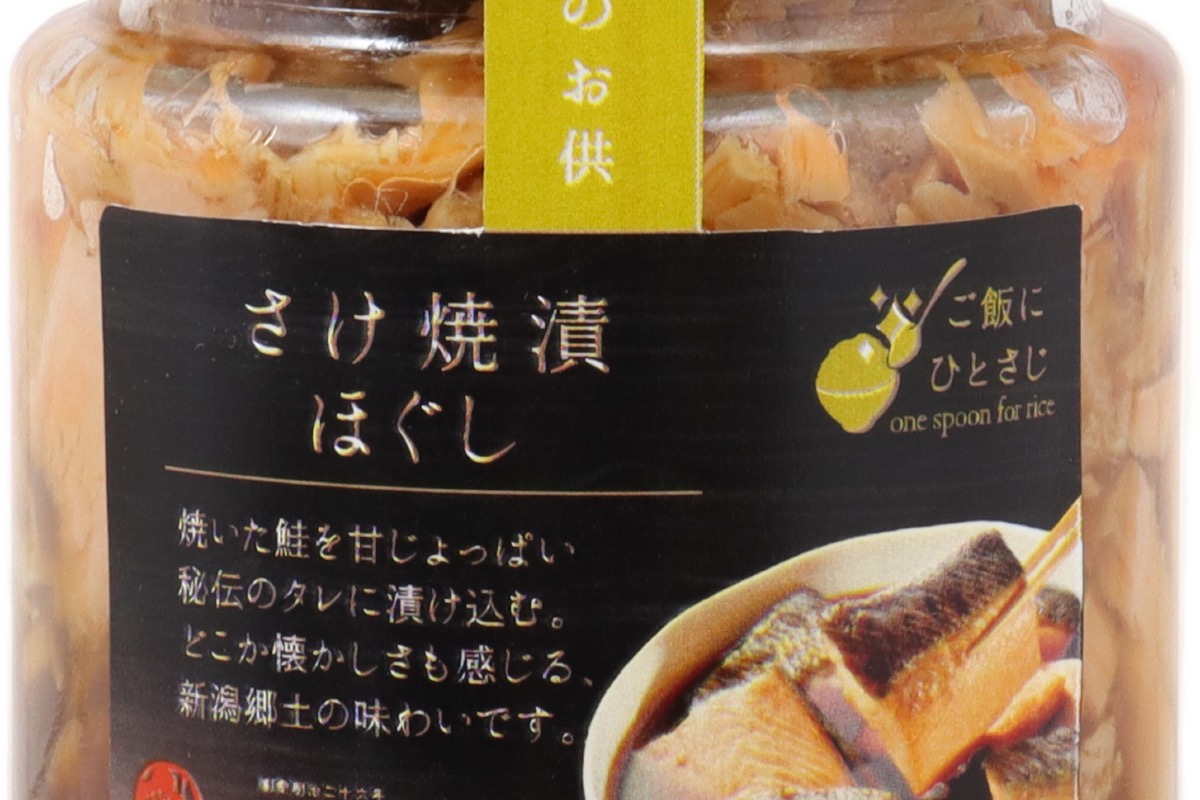 のお供
さけ焼漬
ほぐし
ご飯に
ひとさじ
one spoon for rice
焼いた鮭を甘じょっぱい
秘伝のタレに漬け込む。
どこか懐かしさも感じる、
新潟郷土の味わいです。